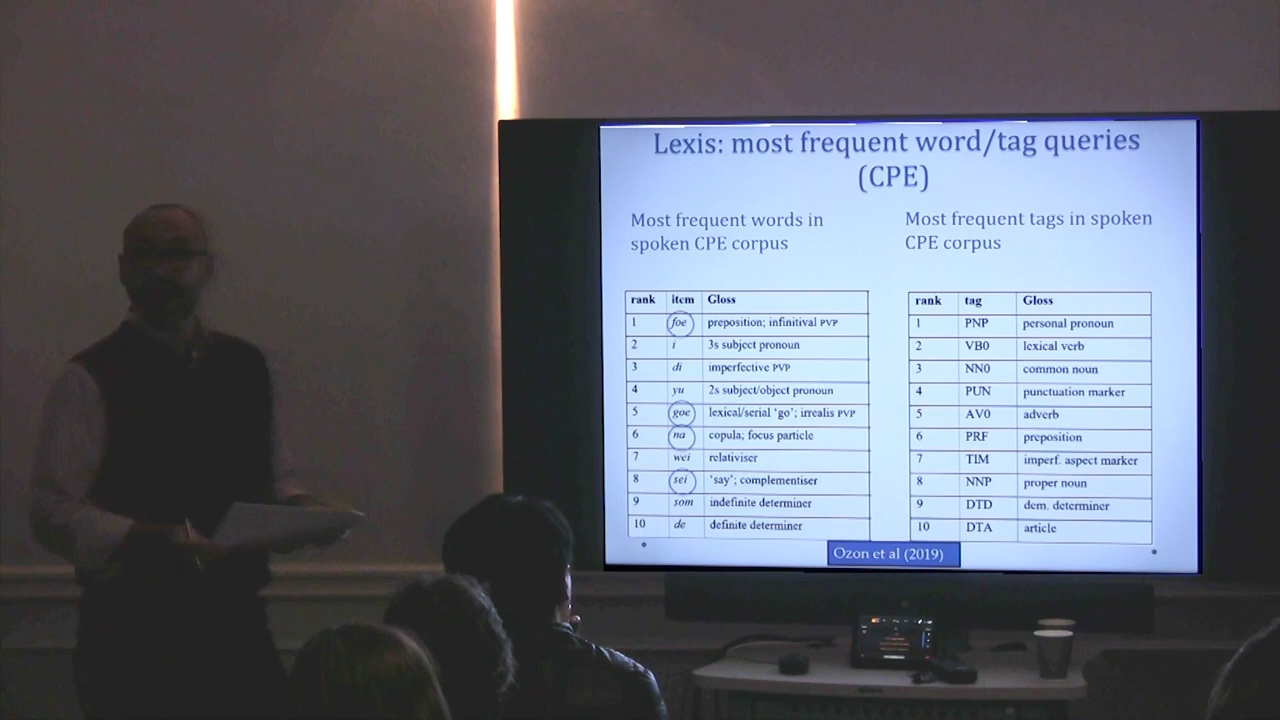 Lexis: most frequent word/tag queries
(CPE)
Most frequent words in
spoken CPE corpus
rank item Gloss
1 foe preposition; infinitival PVP
2 i 3s subject pronoun
3 di imperfective PVP
4 yu 2s subject/object pronoun
5 goe lexical/serial 'go'; irrealis PVP
6 na copula; focus particle
7 wei relativiser
8 sei 'say'; complementiser
9 som indefinite determiner
10 de definite determiner
Most frequent tags in spoken
CPE corpus
rank tag Gloss
1 PNP personal pronoun
2 VB0 lexical verb
3 NN0 common noun
4 PUN punctuation marker
5 AV0 adverb
6 PRF preposition
7 TIM imperf. aspect marker
8 NNP proper noun
9 DTD dem. determiner
10 DTA article
Ozon et al (2019)